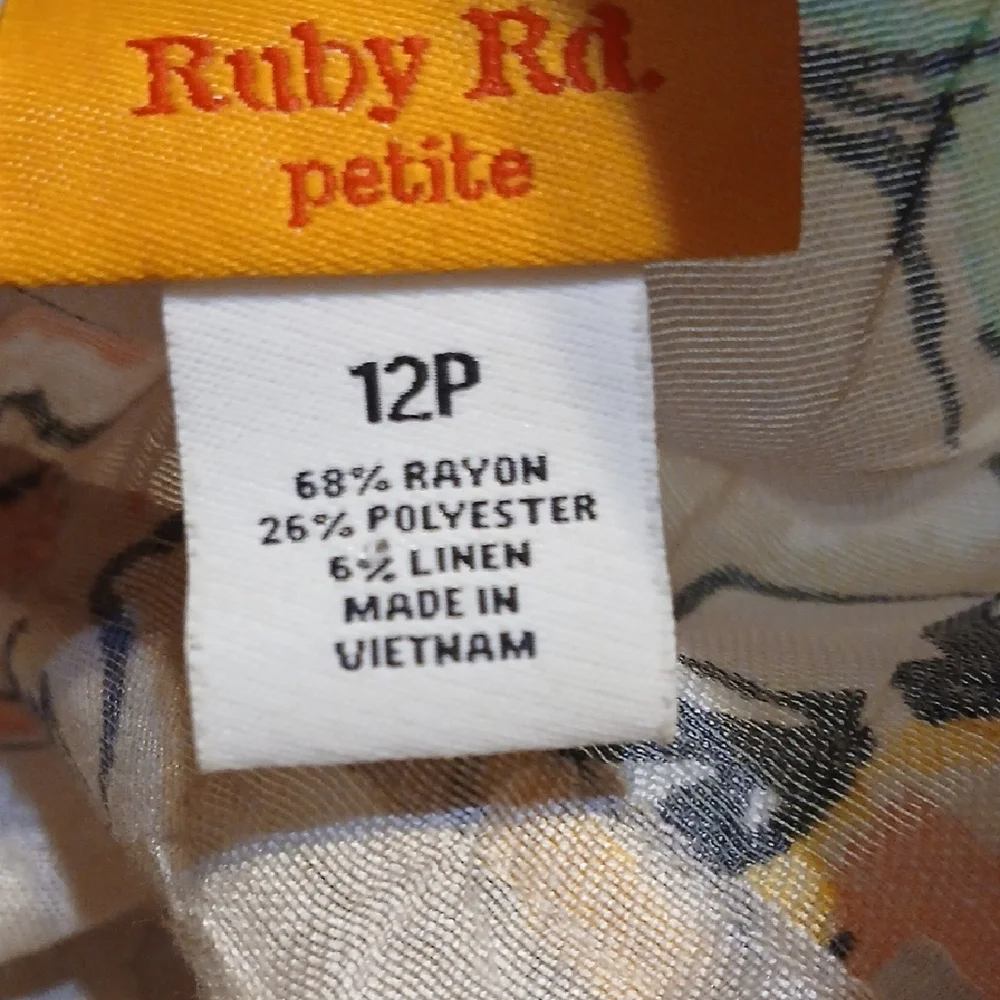 Ruby Rd.
petite
12P
68% RAYON
26% POLYESTER
6% LINEN
MADE IN
VIETNAM